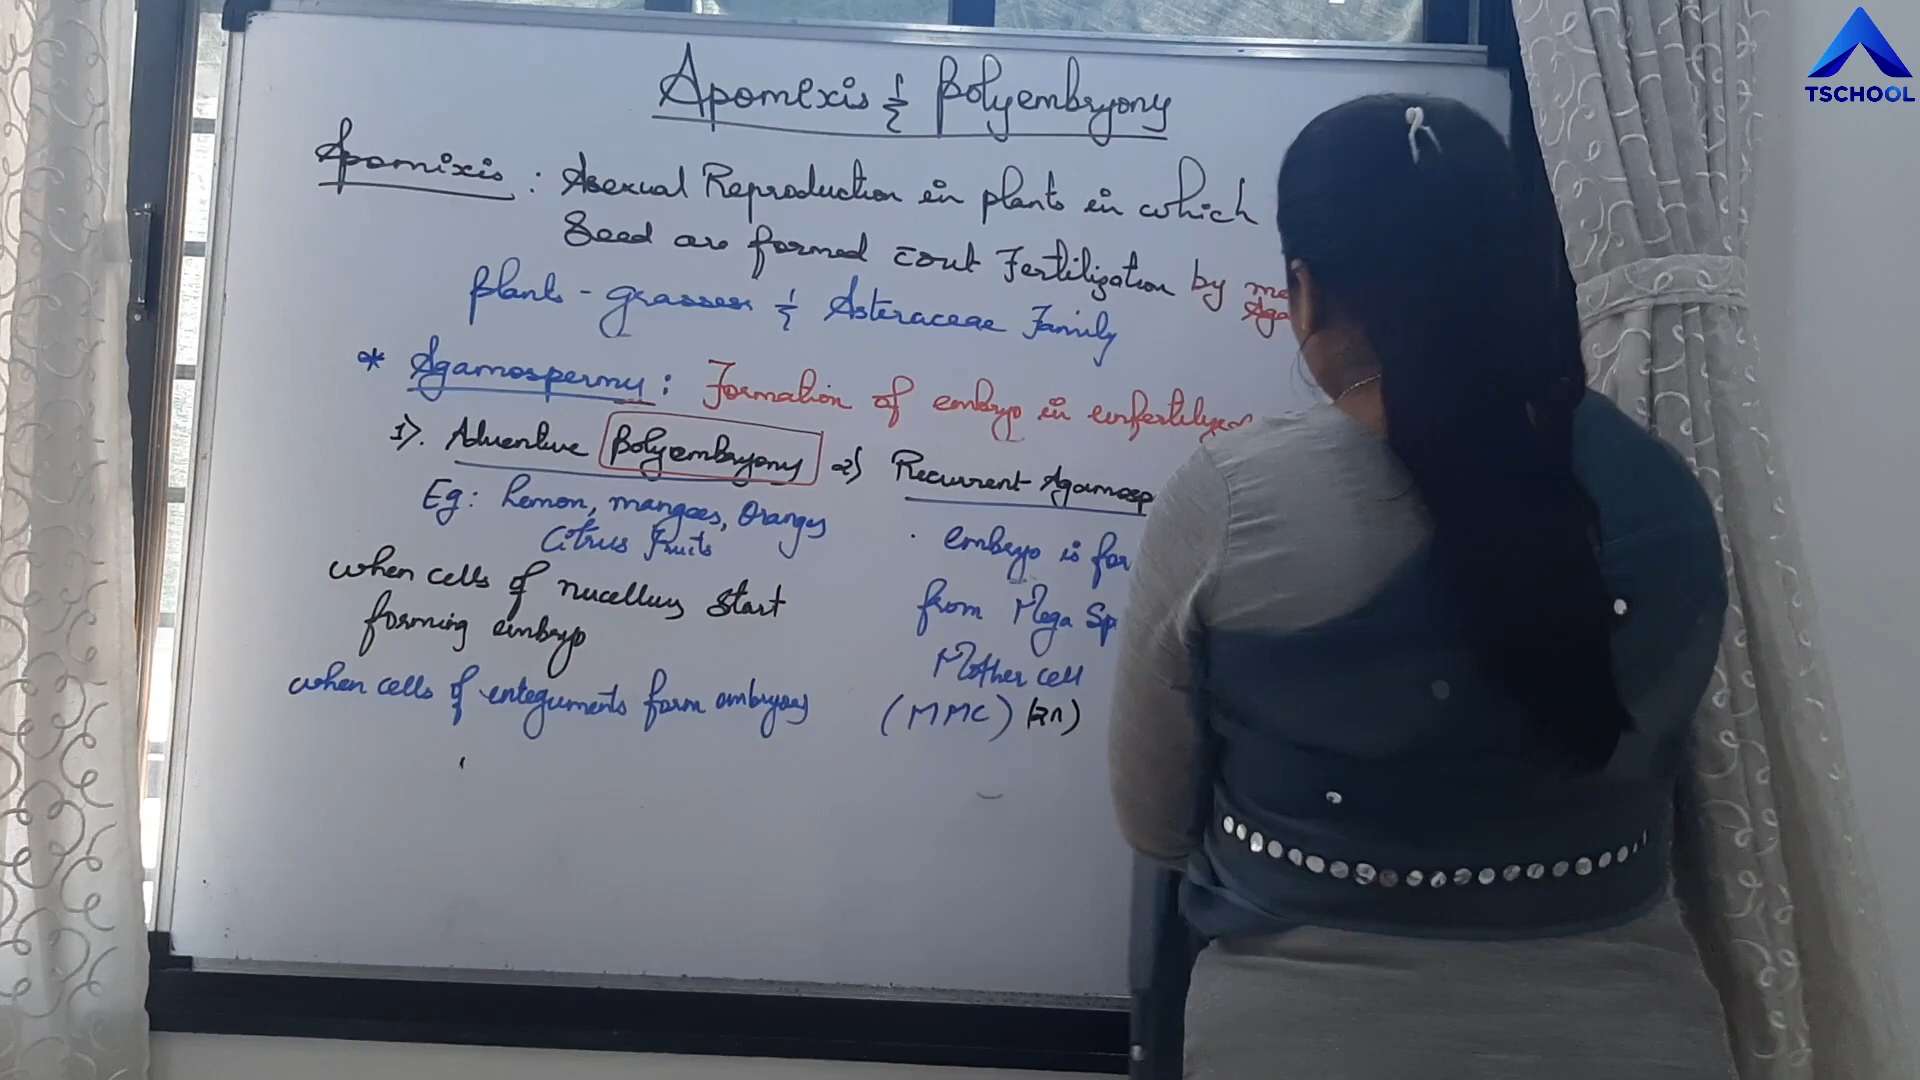 Apomixis & Polyembryony
Apomixis : Asexual Reproduction in plants in which
Seed are formed c̄out Fertilization by me
Aga
Plants - grasses & Asteraceae Family
* Agamospermy : Formation of embryo in unfertilized
1). Adventive Polyembryony
Eg: Lemon, mangoes, Oranges
Citrus Fruits
when cells of nucellus start
forming embryo
when cells of integuments form embryos
2) Recurrent Agamosp
. embryo is for
from Mega Sp
Mother cell
(MMC) (2n)
TSCHOOL